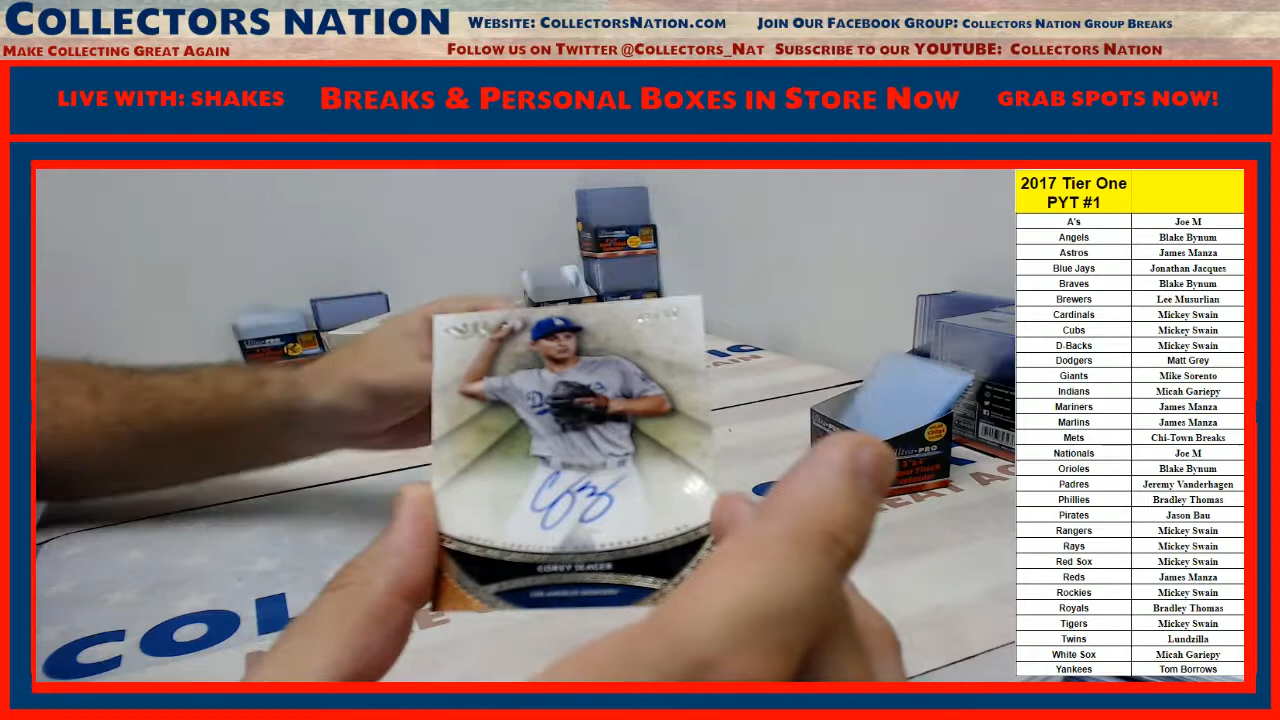 COLLECTORS NATION
WEBSITE: COLLECTORSNATION.COM JOIN OUR FACEBOOK GROUP: COLLECTORS NATION GROUP BREAKS
MAKE COLLECTING GREAT AGAIN
FOLLOW US ON TWITTER @COLLECTORS_NAT SUBSCRIBE TO OUR YOUTUBE: COLLECTORS NATION
LIVE WITH: SHAKES BREAKS & PERSONAL BOXES IN STORE NOW GRAB SPOTS NOW!
2017 Tier One
PYT #1
A's Joe M
Angels Blake Bynum
Astros James Manza
Blue Jays Jonathan Jacques
Braves Blake Bynum
Brewers Lee Musurlian
Cardinals Mickey Swain
Cubs Mickey Swain
D-Backs Mickey Swain
Dodgers Matt Grey
Giants Mike Sorento
Indians Micah Gariepy
Mariners James Manza
Marlins James Manza
Mets Chi-Town Breaks
Nationals Joe M
Orioles Blake Bynum
Padres Jeremy Vanderhagen
Phillies Bradley Thomas
Pirates Jason Bau
Rangers Mickey Swain
Rays Mickey Swain
Red Sox Mickey Swain
Reds James Manza
Rockies Mickey Swain
Royals Bradley Thomas
Tigers Mickey Swain
Twins Lundzilla
White Sox Micah Gariepy
Yankees Tom Borrows
COREY SEAGER
LOS ANGELES DODGERS
COL